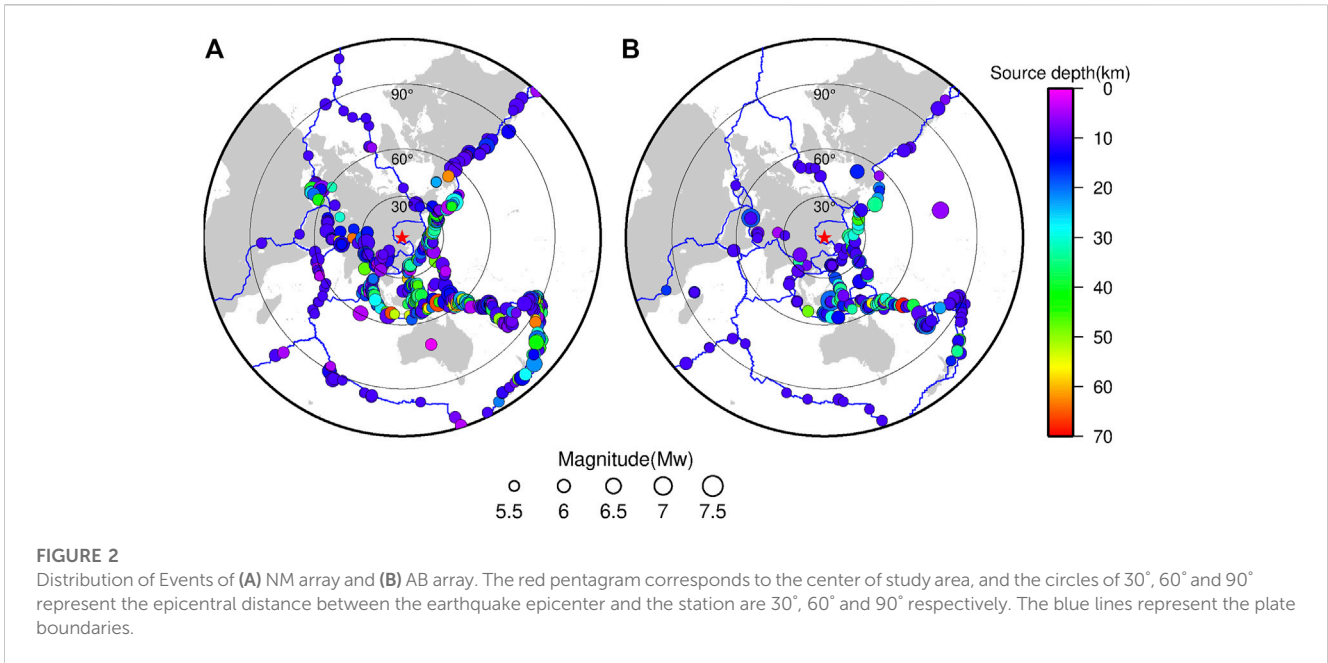 A
B
90°
60°
30°
90°
60°
30°
Source depth(km)
0
10
20
30
40
50
60
70
Magnitude(Mw)
5.5 6 6.5 7 7.5
FIGURE 2
Distribution of Events of (A) NM array and (B) AB array. The red pentagram corresponds to the center of study area, and the circles of 30°, 60° and 90°
represent the epicentral distance between the earthquake epicenter and the station are 30°, 60° and 90° respectively. The blue lines represent the plate
boundaries.